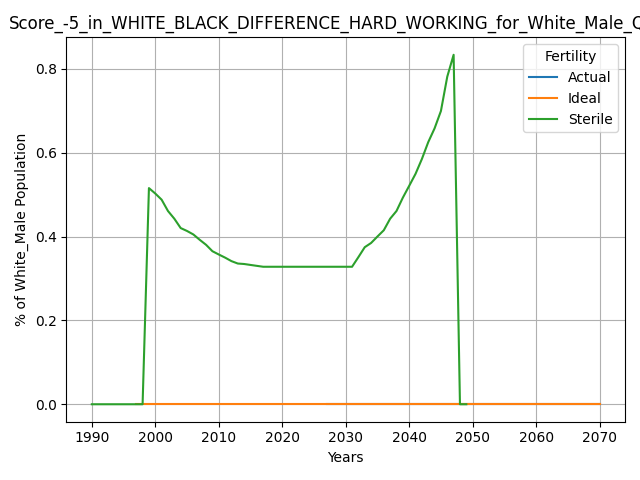 Score_-5_in_WHITE_BLACK_DIFFERENCE_HARD_WORKING_for_White_Male_
Fertility
Actual
Ideal
Sterile
% of White_Male Population
0.8
0.6
0.4
0.2
0.0
1990 2000 2010 2020 2030 2040 2050 2060 2070
Years